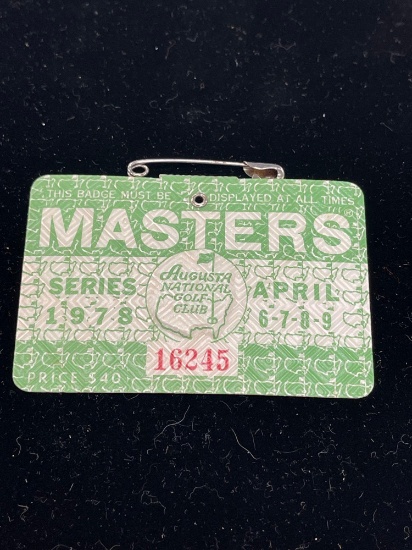 THIS BADGE MUST BE DISPLAYED AT ALL TIMES
MASTERS®
SERIES
1978
AUGUSTA
NATIONAL
GOLF
CLUB
APRIL
6-7-8-9
16245
PRICE $40